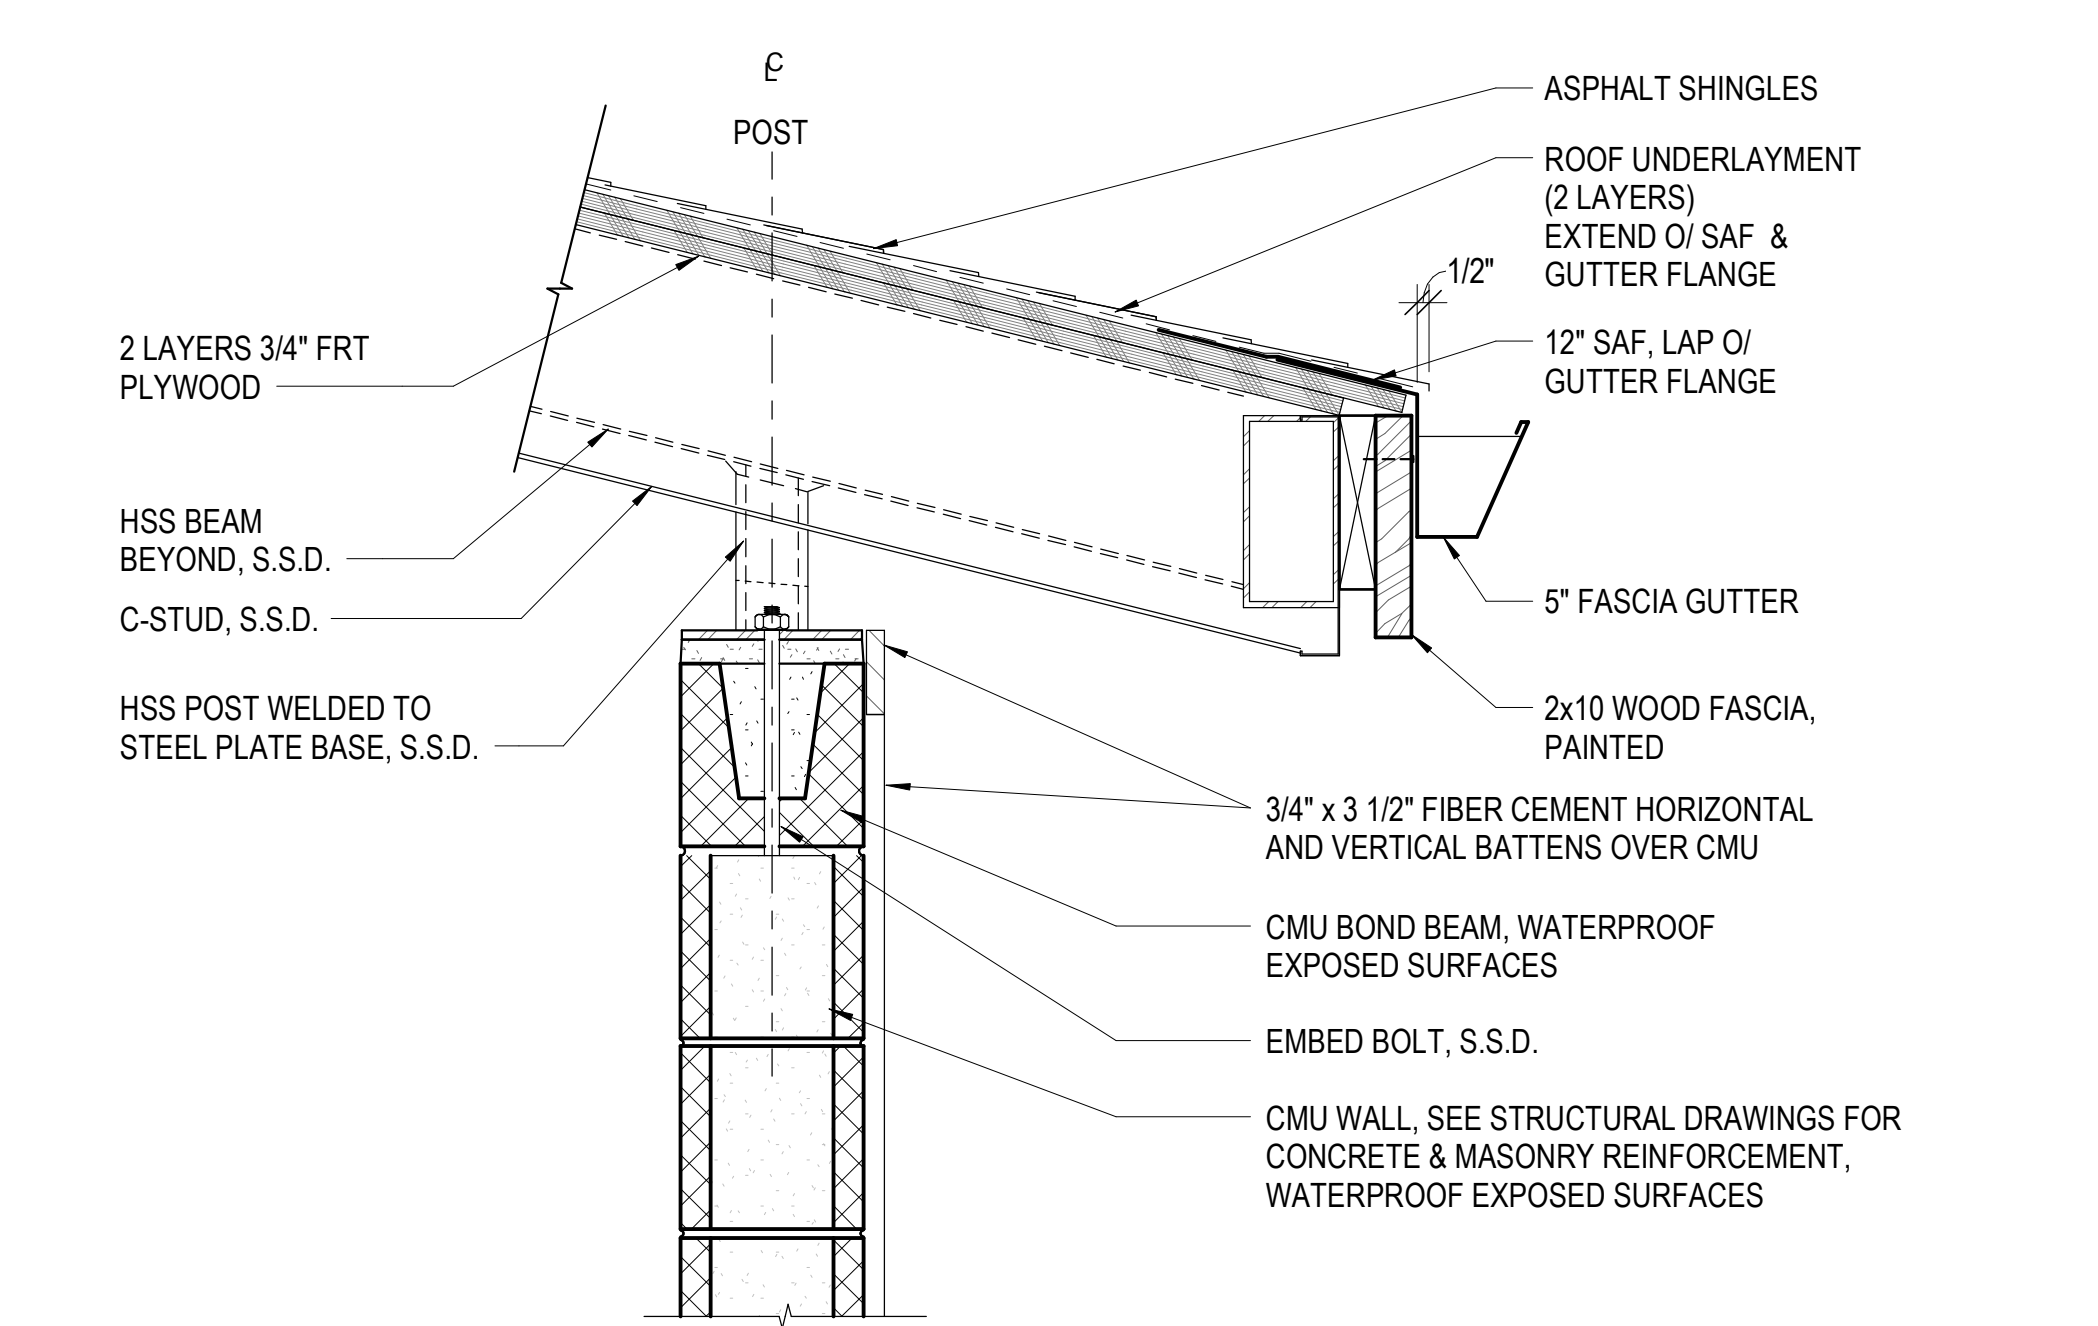 ℄
POST
ASPHALT SHINGLES
ROOF UNDERLAYMENT
(2 LAYERS)
EXTEND O/ SAF &
GUTTER FLANGE
1/2"
12" SAF, LAP O/
GUTTER FLANGE
2 LAYERS 3/4" FRT
PLYWOOD
HSS BEAM
BEYOND, S.S.D.
C-STUD, S.S.D.
HSS POST WELDED TO
STEEL PLATE BASE, S.S.D.
5" FASCIA GUTTER
2x10 WOOD FASCIA,
PAINTED
3/4" x 3 1/2" FIBER CEMENT HORIZONTAL
AND VERTICAL BATTENS OVER CMU
CMU BOND BEAM, WATERPROOF
EXPOSED SURFACES
EMBED BOLT, S.S.D.
CMU WALL, SEE STRUCTURAL DRAWINGS FOR
CONCRETE & MASONRY REINFORCEMENT,
WATERPROOF EXPOSED SURFACES